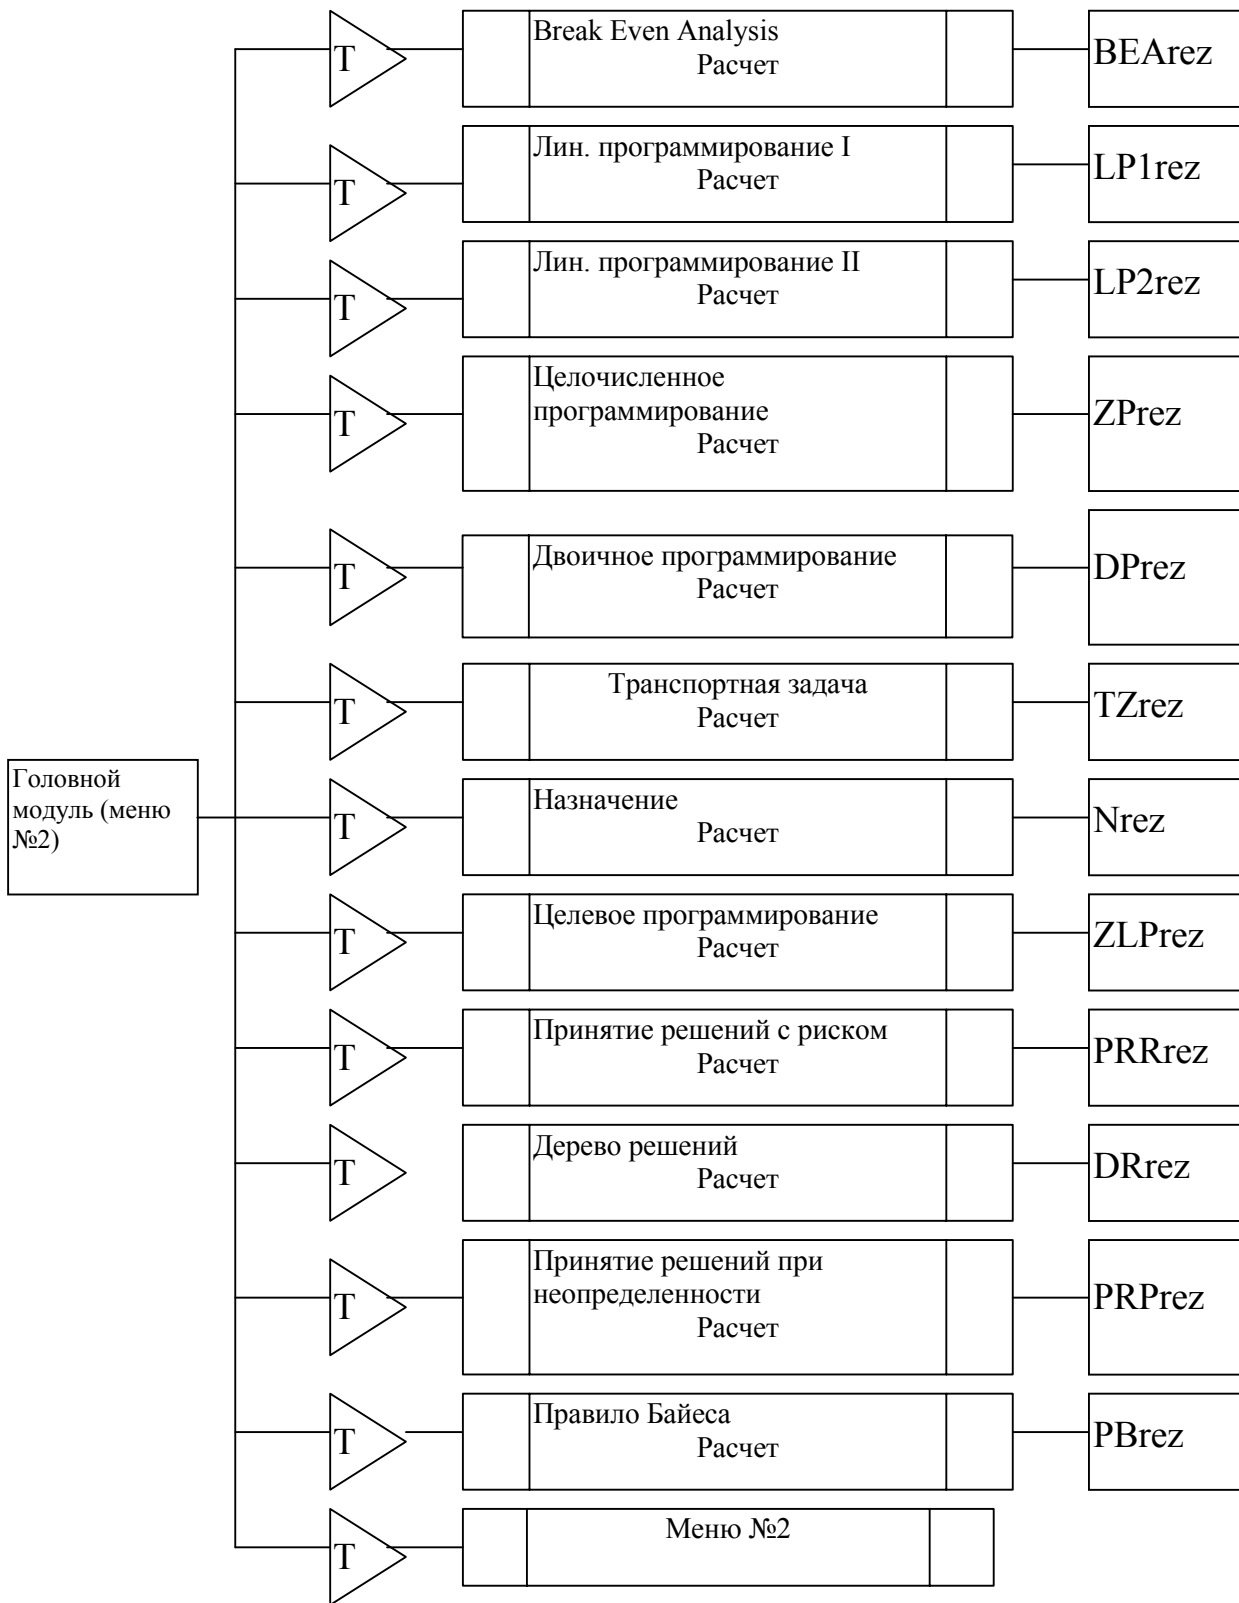 T
Break Even Analysis
Расчет
BEArez
T
Лин. программирование I
Расчет
LP1rez
T
Лин. программирование II
Расчет
LP2rez
T
Целочисленное
программирование
Расчет
ZPrez
T
Двоичное программирование
Расчет
DPrez
T
Транспортная задача
Расчет
TZrez
Головной
модуль (меню
№2)
T
Назначение
Расчет
Nrez
T
Целевое программирование
Расчет
ZLPrez
T
Принятие решений с риском
Расчет
PRRrez
T
Дерево решений
Расчет
DRrez
T
Принятие решений при
неопределенности
Расчет
PRPrez
T
Правило Байеса
Расчет
PBrez
T
Меню №2